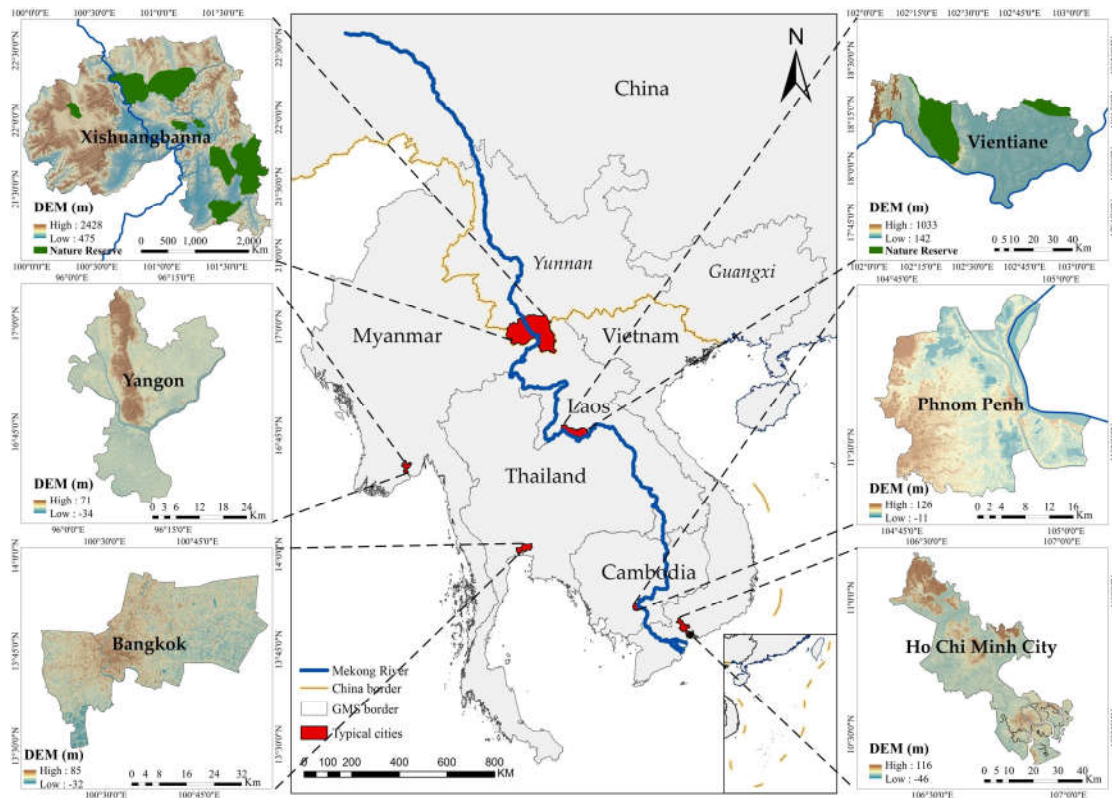 100°0'0"E 100°30'0"E 101°0'0"E 101°30'0"E
22°30'0"N
22°0'0"N
21°30'0"N
Xishuangbanna
DEM (m)
High : 2428
Low : 475
Nature Reserve
0 500 1,000 2,000
Km
100°0'0"E 100°30'0"E 101°0'0"E 101°30'0"E
96°0'0"E 96°15'0"E
17°0'0"N
16°45'0"N
Yangon
DEM (m)
High : 71
Low : -34
0 3 6 12 18 24
Km
96°0'0"E 96°15'0"E
100°30'0"E 100°45'0"E
14°0'0"N
13°45'0"N
13°30'0"N
Bangkok
DEM (m)
High : 85
Low : -32
0 4 8 16 24 32
Km
100°30'0"E 100°45'0"E
N
China
Yunnan
Guangxi
Myanmar
Vietnam
Laos
Thailand
Cambodia
Mekong River
China border
GMS border
Typical cities
0 200 400 600 800
KM
102°0'0"E 102°15'0"E 102°30'0"E 102°45'0"E 103°0'0"E
18°30'0"N
18°15'0"N
18°0'0"N
17°45'0"N
Vientiane
DEM (m)
High : 1033
Low : 142
Nature Reserve
0 5 10 20 30 40
Km
102°0'0"E 102°15'0"E 102°30'0"E 102°45'0"E 103°0'0"E
104°45'0"E 105°0'0"E
11°30'0"N
Phnom Penh
DEM (m)
High : 126
Low : -11
0 2 4 8 12 16
Km
104°45'0"E 105°0'0"E
106°30'0"E 107°0'0"E
11°0'0"N
10°30'0"N
Ho Chi Minh City
DEM (m)
High : 116
Low : -46
0 5 10 20 30 40
Km
106°30'0"E 107°0'0"E